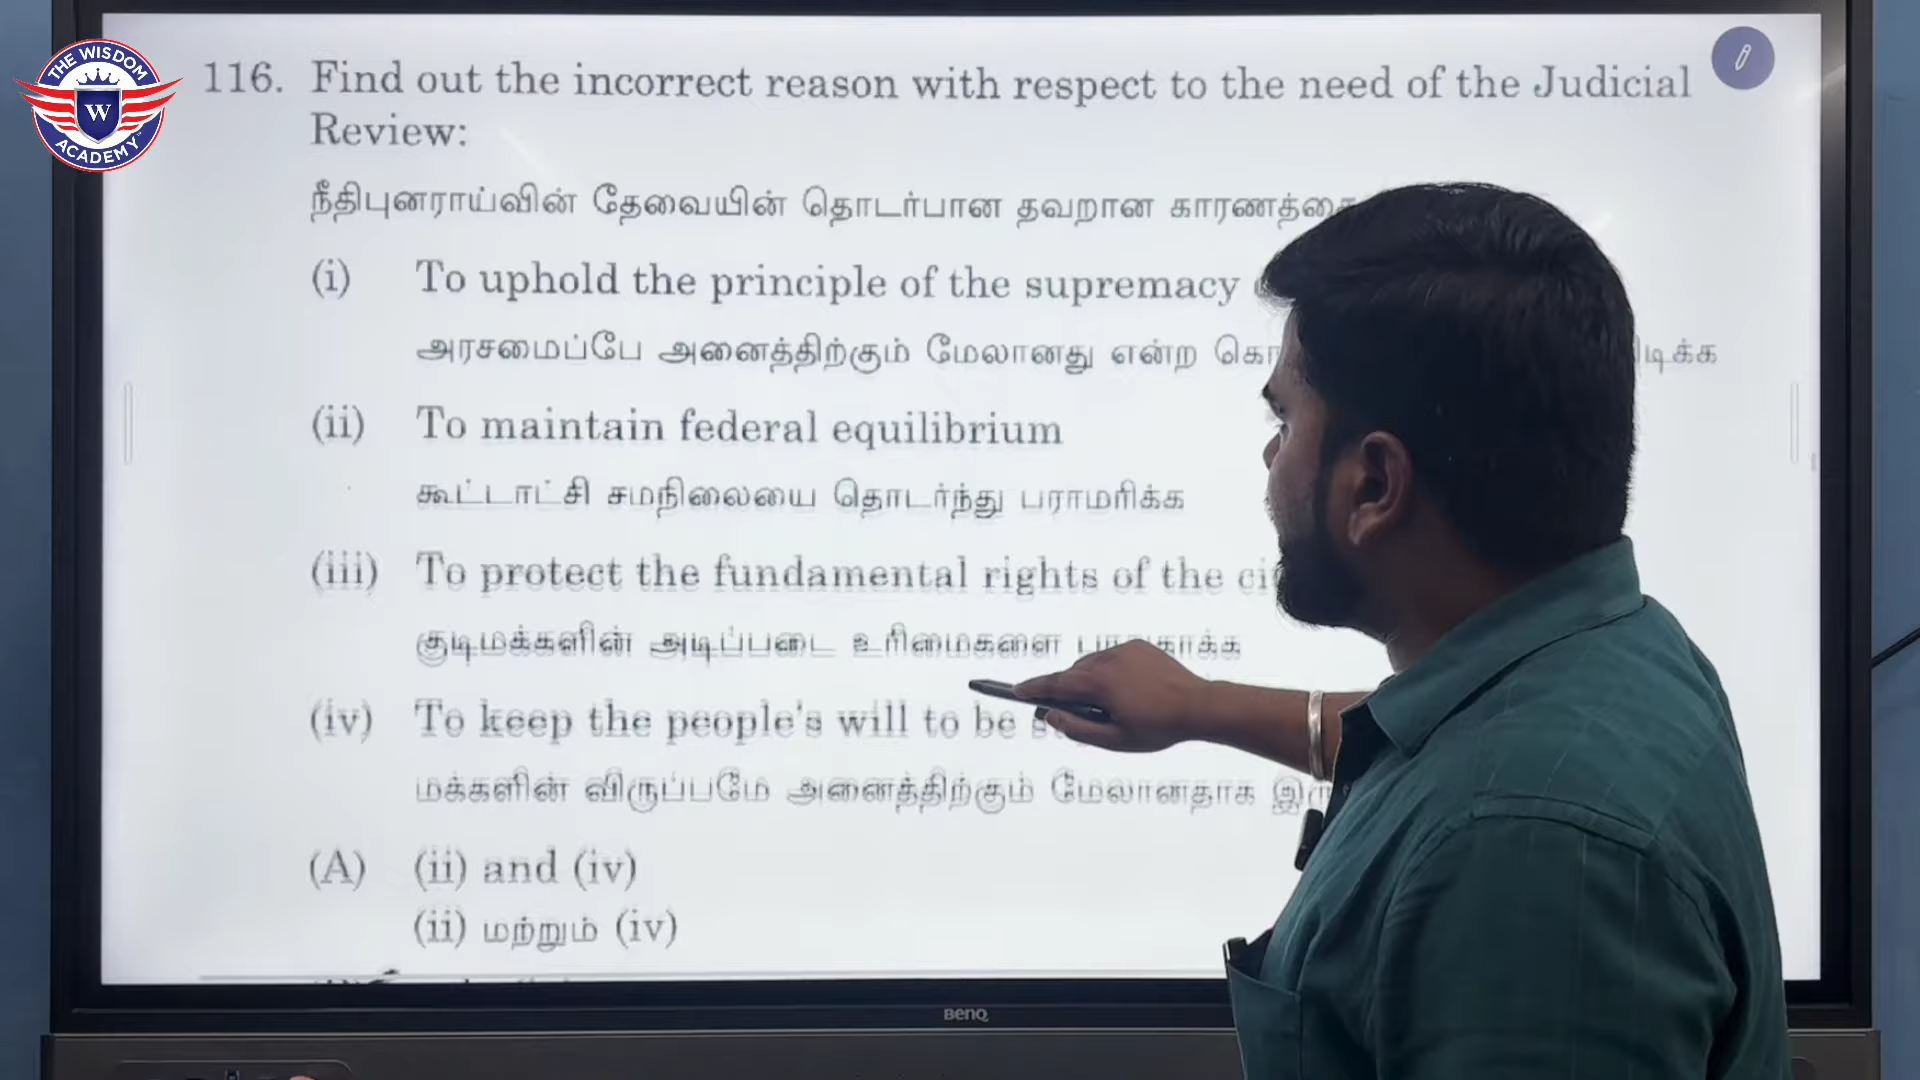 THE WISDOM
W
ACADEMY
116. Find out the incorrect reason with respect to the need of the Judicial
Review:
நீதிபுனராய்வின் தேவையின் தொடர்பான தவறான
(i) To uphold the principle of the supremacy
அரசமைப்பே அனைத்திற்கும் மேலானது என்ற
(ii) To maintain federal equilibrium
கூட்டாட்சி சமநிலையை தொடர்ந்து பராமரிக்க
(iii) To protect the fundamental rights of the
குடிமக்களின் அடிப்படை உரிமைகளை
(iv) To keep the people's will to be
மக்களின் விருப்பமே அனைத்திற்கும் மேலானதாக
(A) (ii) and (iv)
(ii) மற்றும் (iv)
BenQ